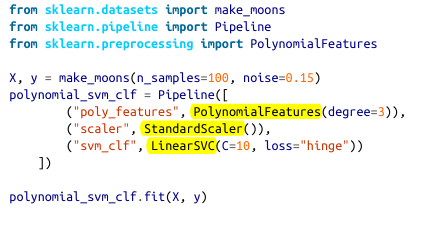 from sklearn.datasets import make_moons
from sklearn.pipeline import Pipeline
from sklearn.preprocessing import PolynomialFeatures

X, y = make_moons(n_samples=100, noise=0.15)
polynomial_svm_clf = Pipeline([
        ("poly_features", PolynomialFeatures(degree=3)),
        ("scaler", StandardScaler()),
        ("svm_clf", LinearSVC(C=10, loss="hinge"))
    ])

polynomial_svm_clf.fit(X, y)